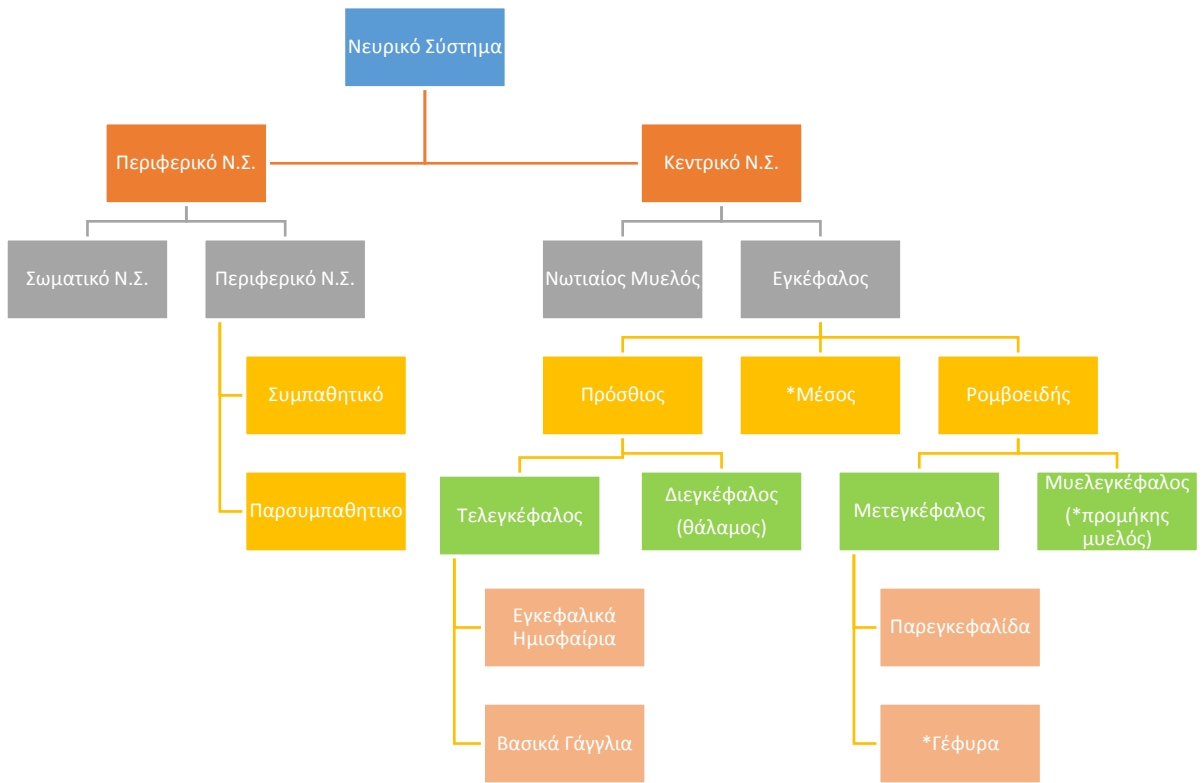 Νευρικό Σύστημα
Περιφερικό Ν.Σ.
Κεντρικό Ν.Σ.
Σωματικό Ν.Σ.
Περιφερικό Ν.Σ.
Νωτιαίος Μυελός
Εγκέφαλος
Συμπαθητικό
Πρόσθιος
*Μέσος
Ρομβοειδής
Παρσυμπαθητικο
Τελεγκέφαλος
Διεγκέφαλος
(θάλαμος)
Μετεγκέφαλος
Μυελεγκέφαλος
(*προμήκης
μυελός)
Εγκεφαλικά
Ημισφαίρια
Παρεγκεφαλίδα
Βασικά Γάγγλια
*Γέφυρα